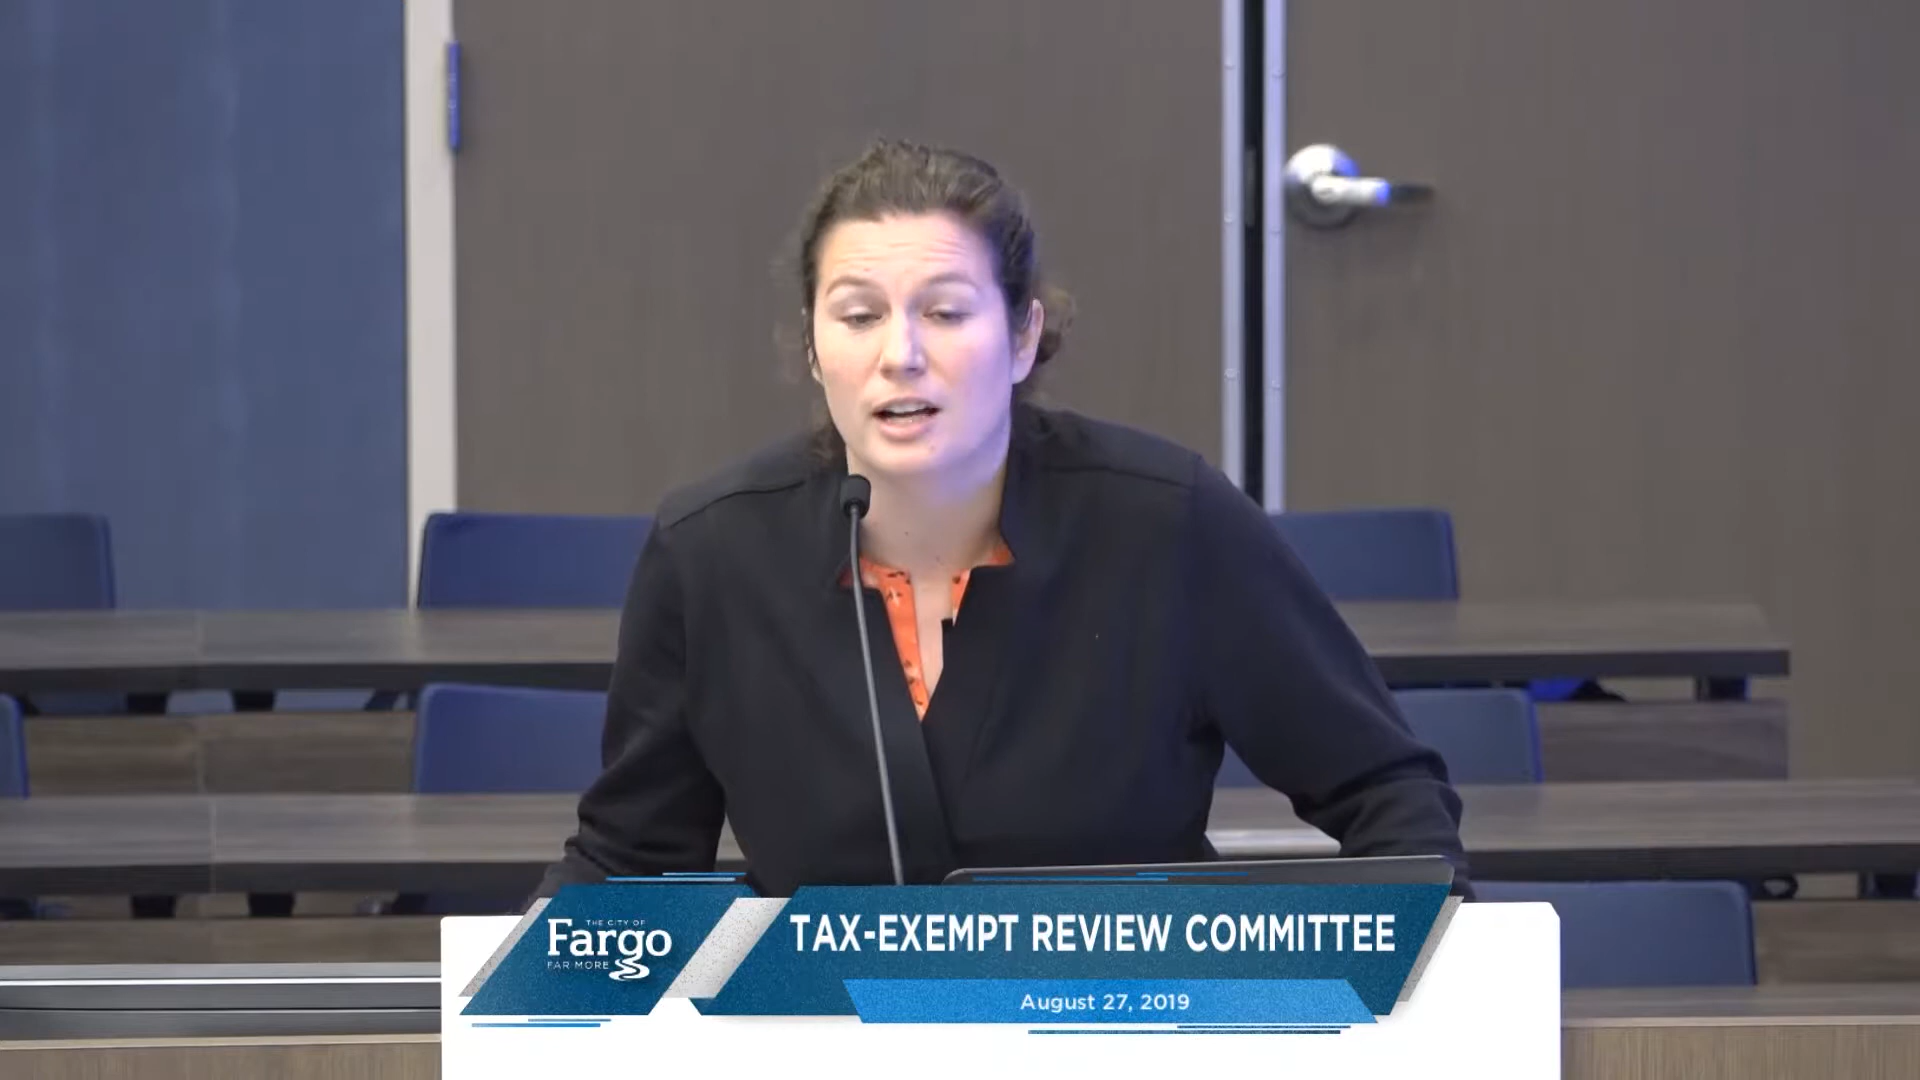 THE CITY OF
Fargo
FAR MORE
TAX-EXEMPT REVIEW COMMITTEE
August 27, 2019